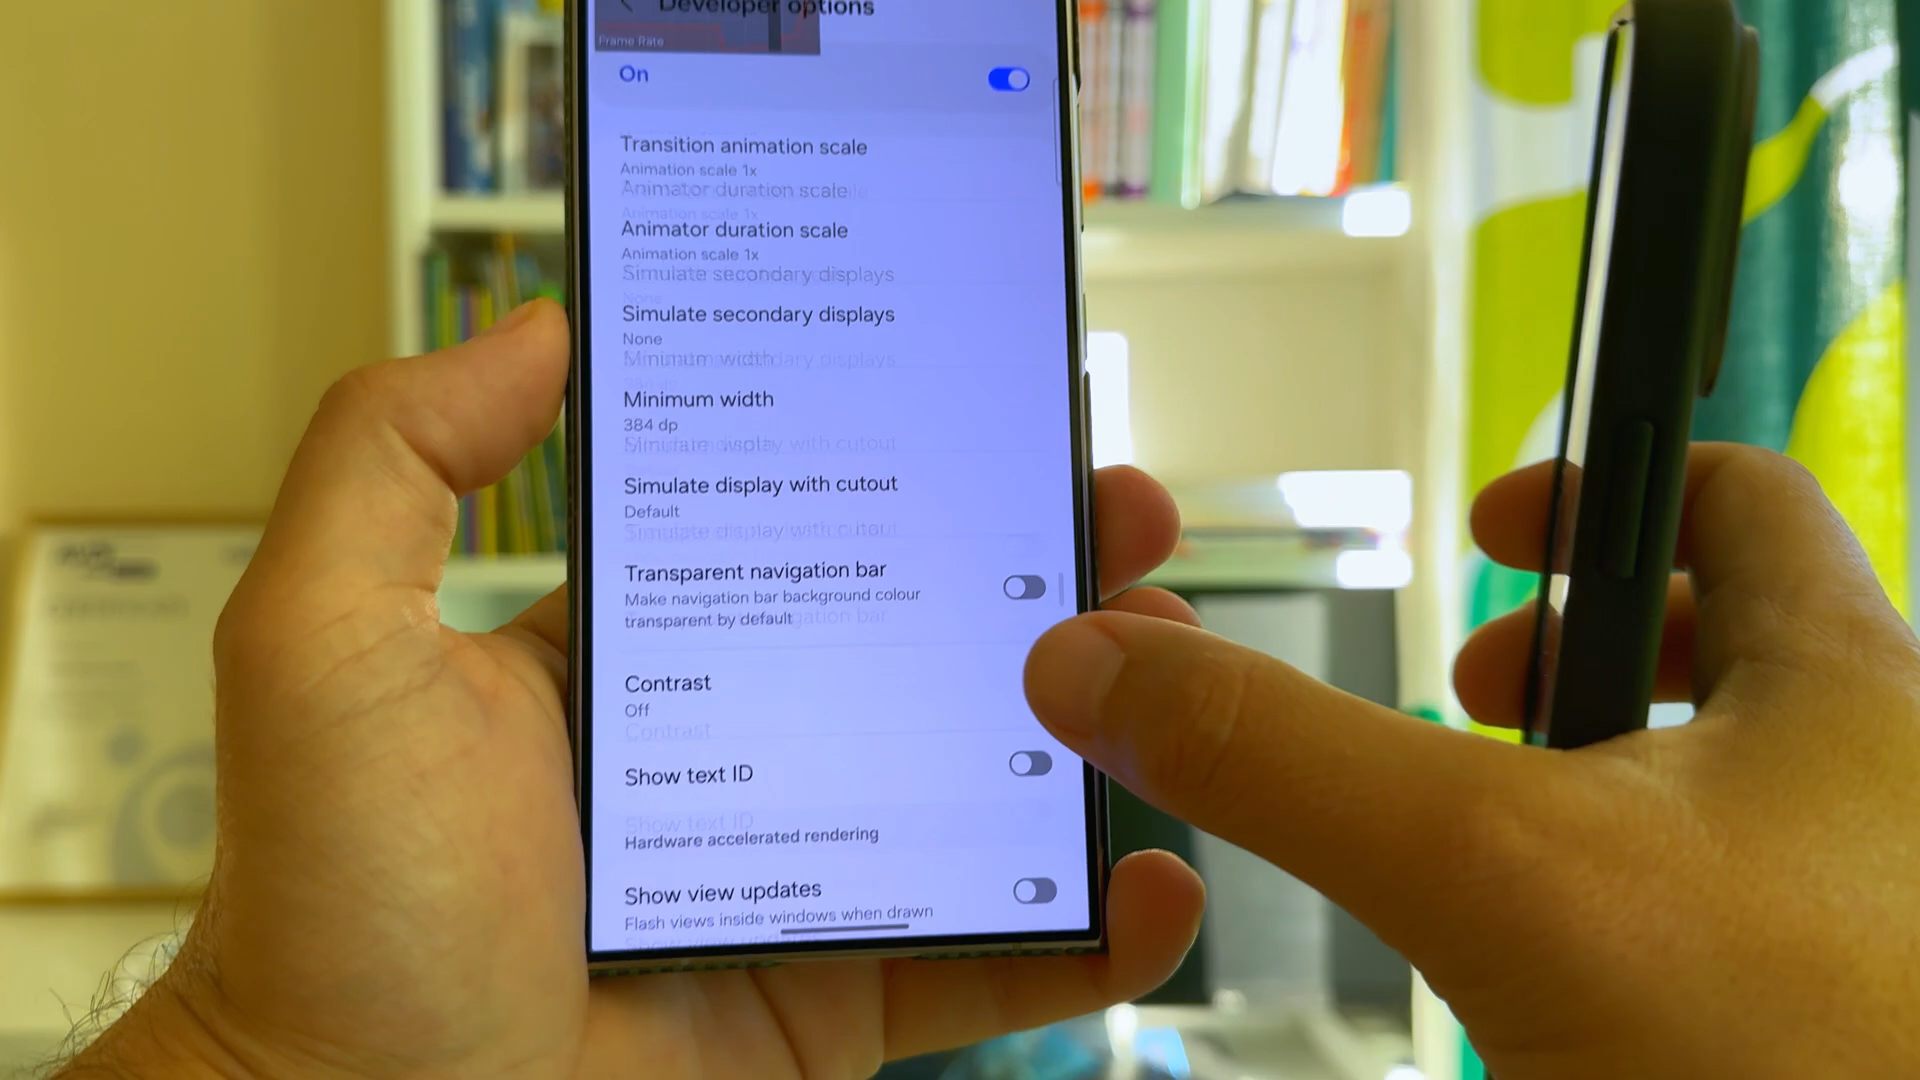 Developer options
Frame Rate
On
Transition animation scale
Animation scale 1x
Animator duration scale
Animation scale 1x
Animator duration scale
Animation scale 1x
Simulate secondary displays
None
Simulate secondary displays
None
Minimum width
384 dp
Simulate display with cutout
Default
Simulate display with cutout
Transparent navigation bar
Make navigation bar background colour
transparent by default
Contrast
Off
Contrast
Show text ID
Show text ID
Hardware accelerated rendering
Show view updates
Flash views inside windows when drawn